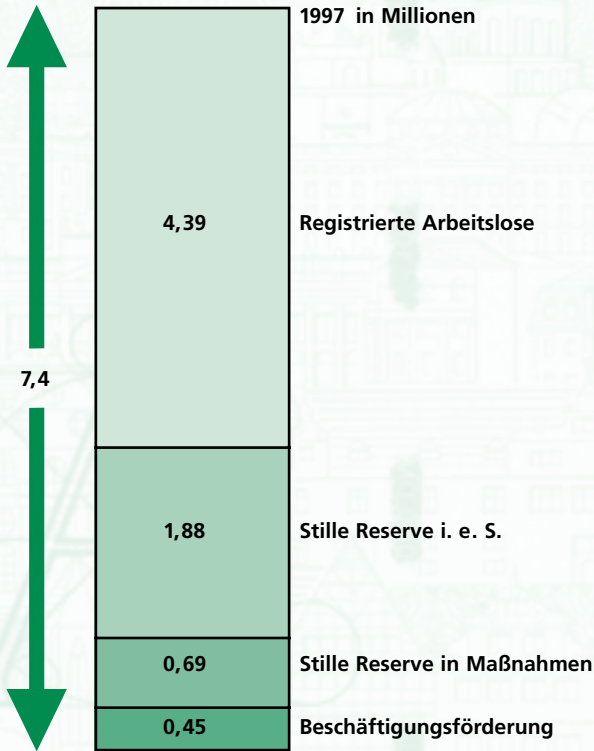 1997 in Millionen
4,39 Registrierte Arbeitslose
7,4
1,88 Stille Reserve i. e. S.
0,69 Stille Reserve in Maßnahmen
0,45 Beschäftigungsförderung